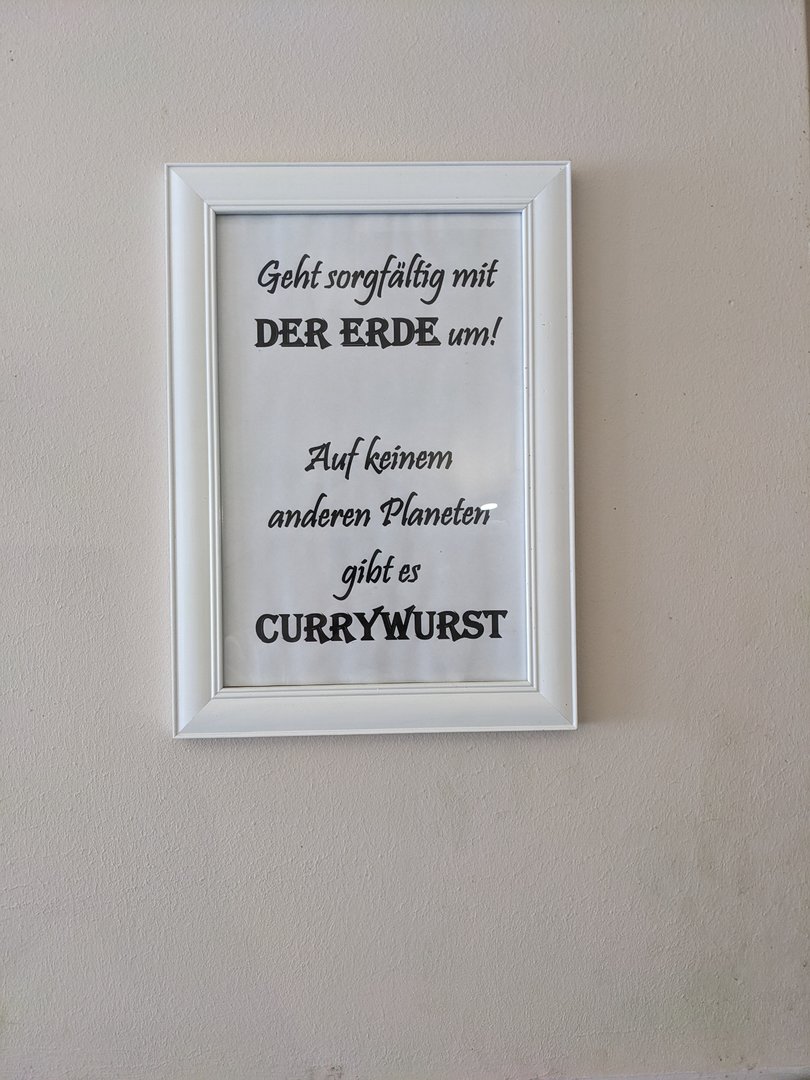 Geht sorgfältig mit
DER ERDE um!
Auf keinem
anderen Planeten
gibt es
CURRYWURST